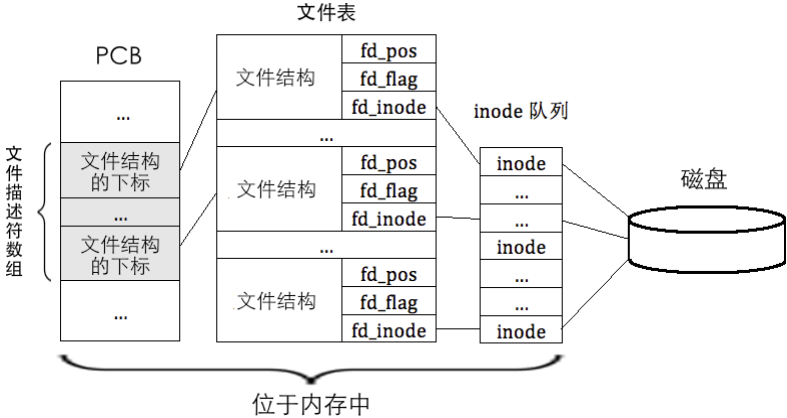 文件表
PCB
...
文件结构
的下标
...
文件结构
的下标
...
文件描述符数组
文件结构
fd_pos
fd_flag
fd_inode
...
文件结构
fd_pos
fd_flag
fd_inode
...
文件结构
fd_pos
fd_flag
fd_inode
inode 队列
inode
...
...
inode
...
...
inode
磁盘
位于内存中